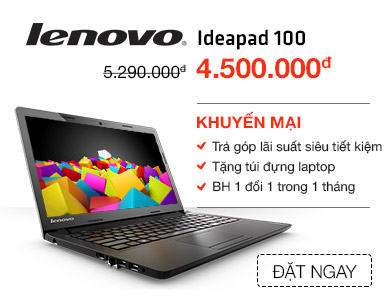 lenovo® Ideapad 100
5.290.000đ 4.500.000đ
KHUYẾN MẠI
Trả góp lãi suất siêu tiết kiệm
Tặng túi đựng laptop
BH 1 đổi 1 trong 1 tháng
lenovo
ĐẶT NGAY